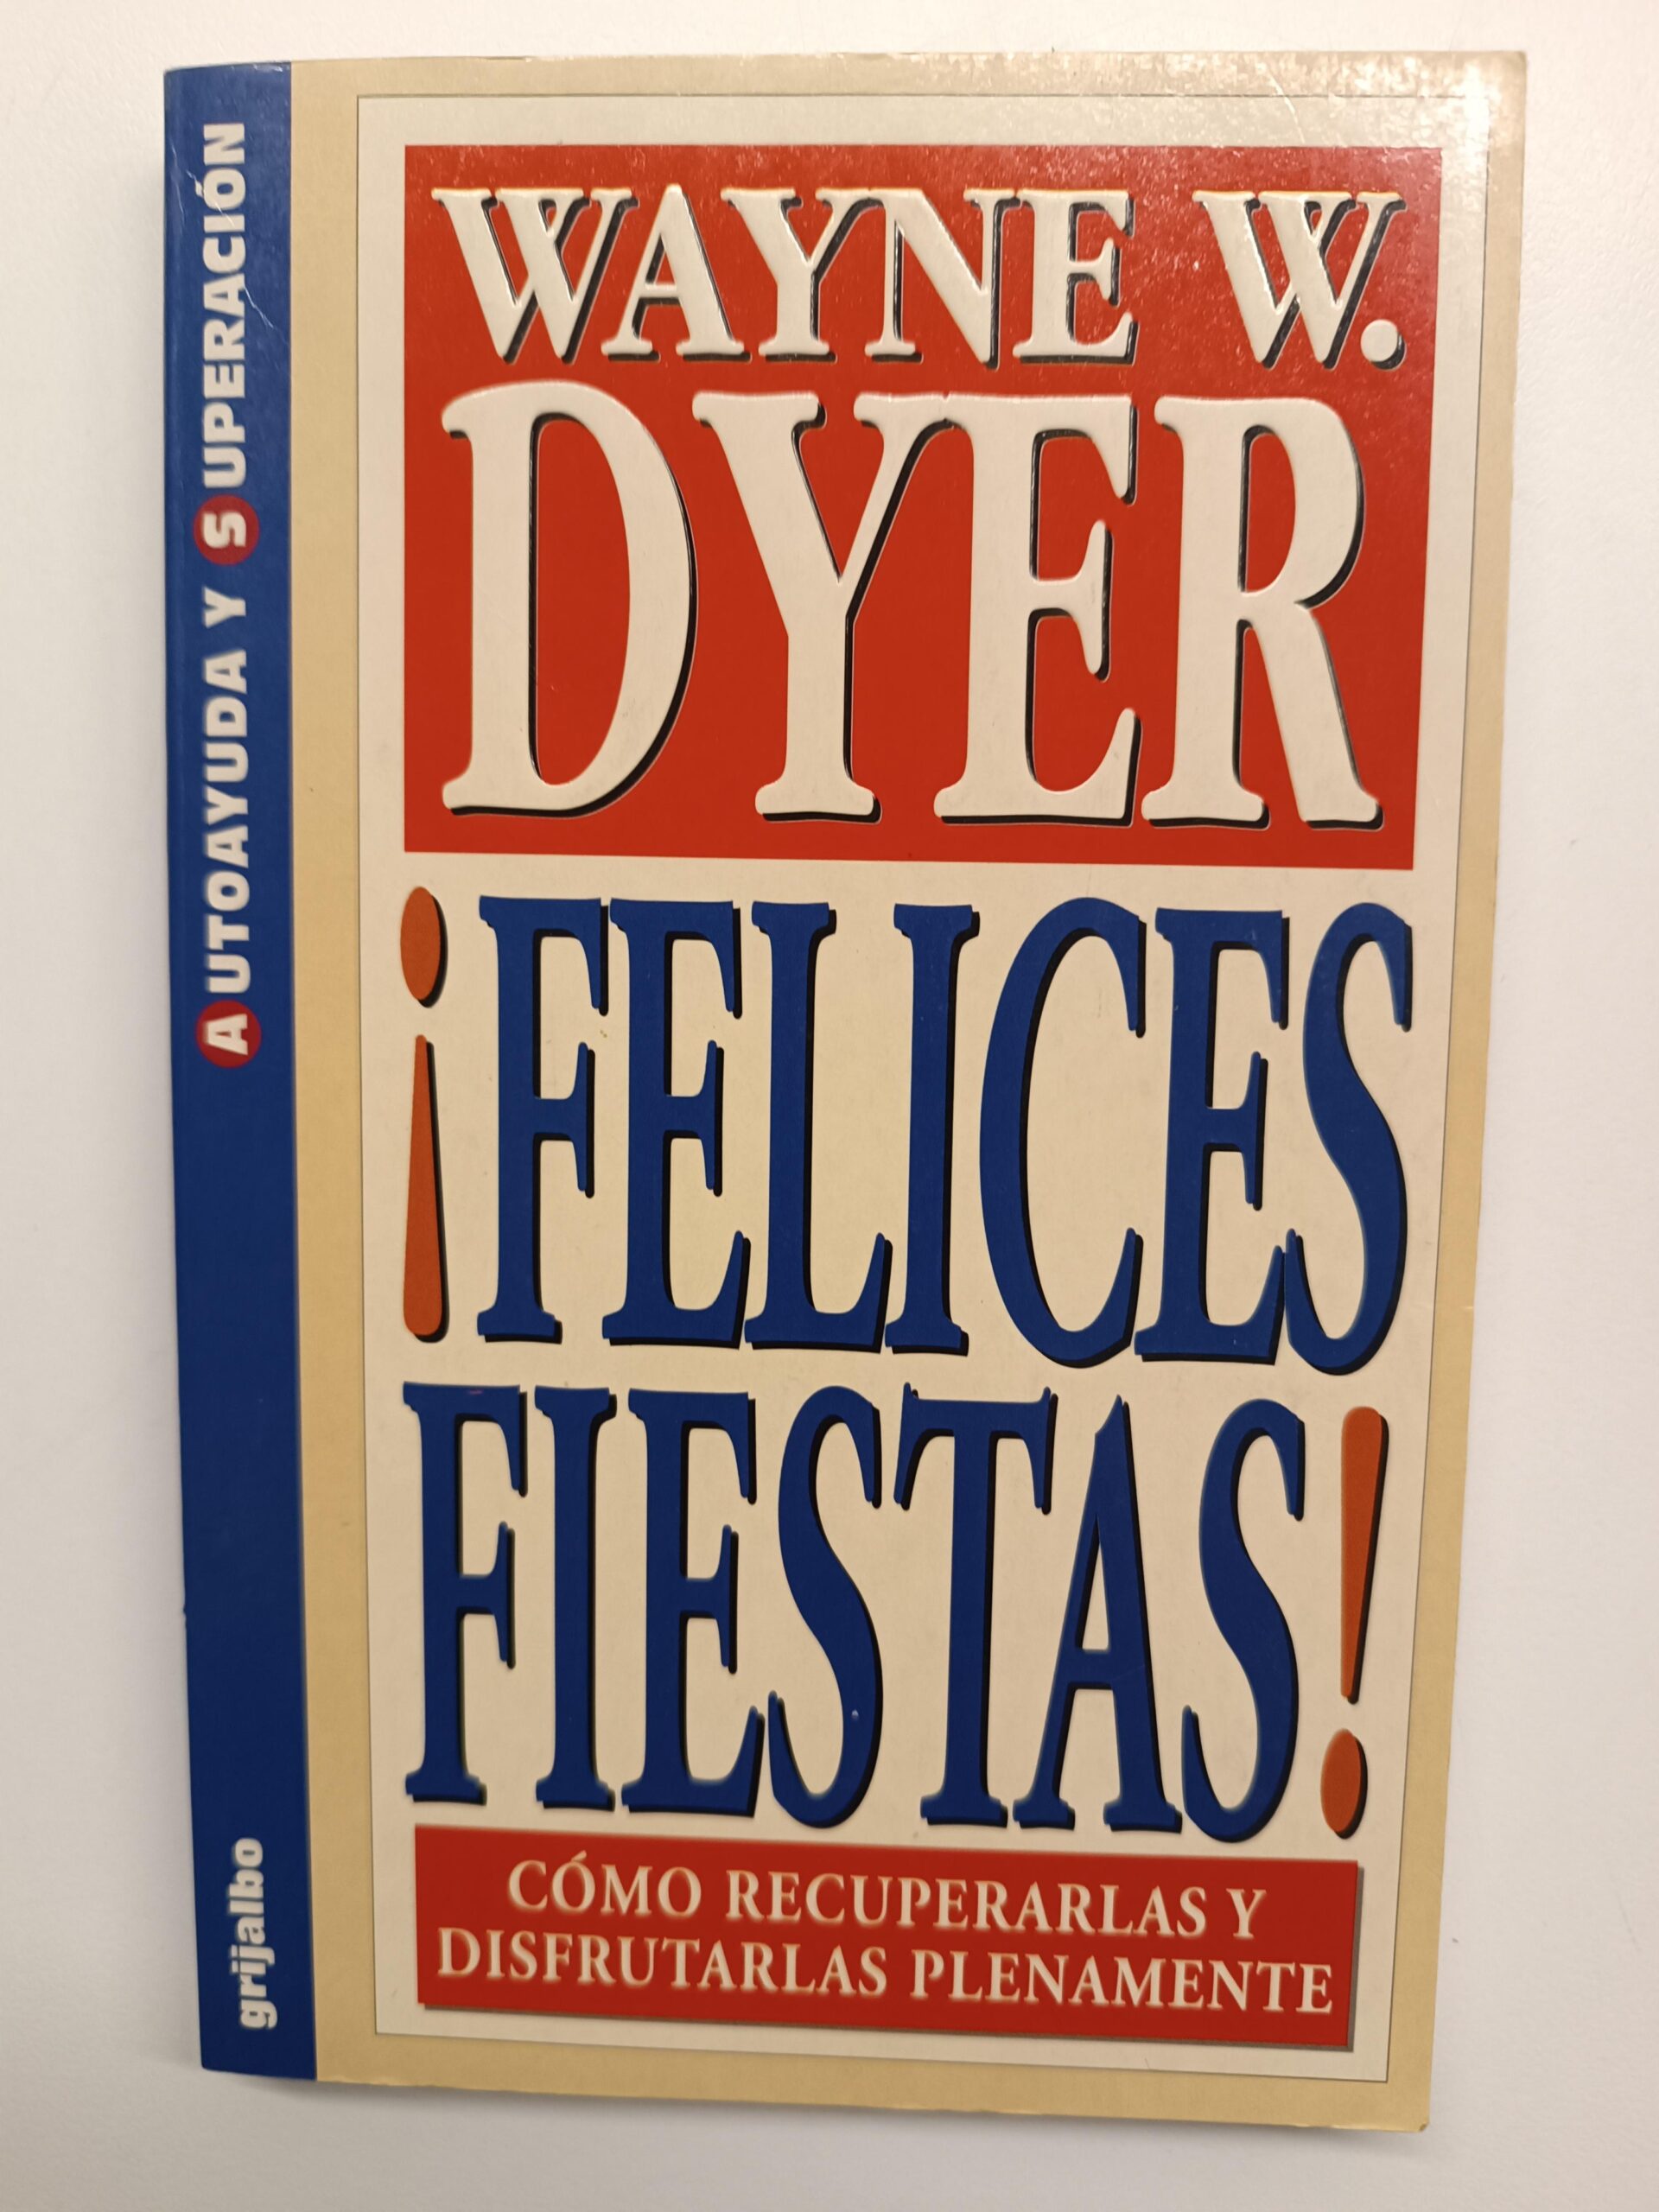 AUTOAYUDA Y SUPERACIÓN
grijalbo
WAYNE W.
DYER
¡FELICES
FIESTAS!
CÓMO RECUPERARLAS Y
DISFRUTARLAS PLENAMENTE